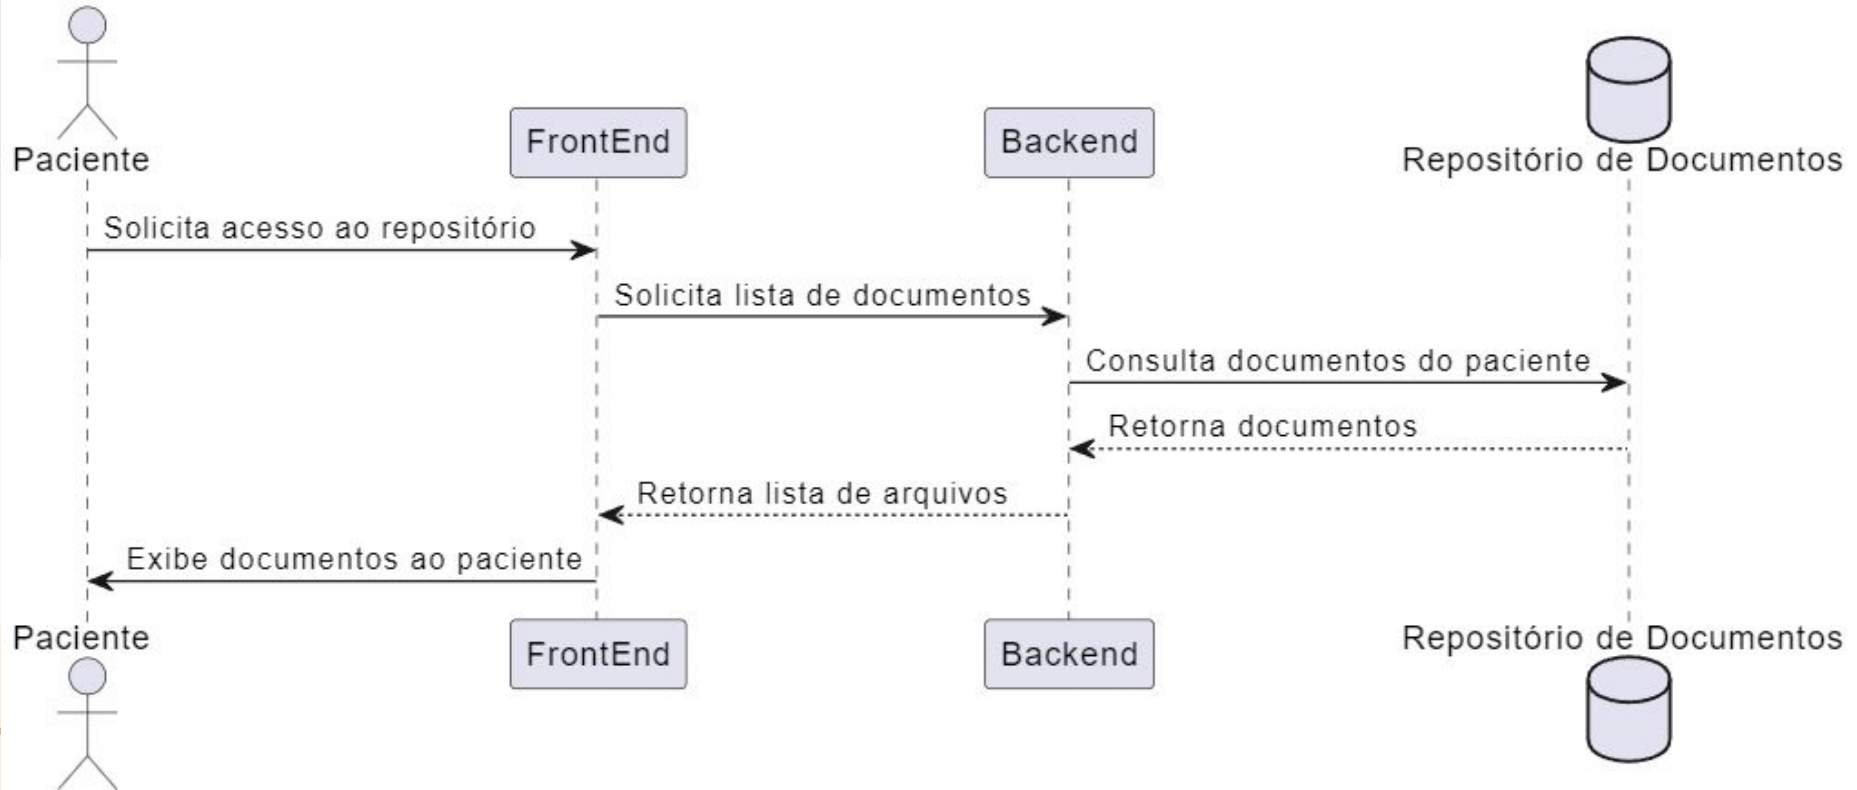 Paciente
FrontEnd
Backend
Repositório de Documentos
Solicita acesso ao repositório
Solicita lista de documentos
Consulta documentos do paciente
Retorna documentos
Retorna lista de arquivos
Exibe documentos ao paciente
Paciente
FrontEnd
Backend
Repositório de Documentos